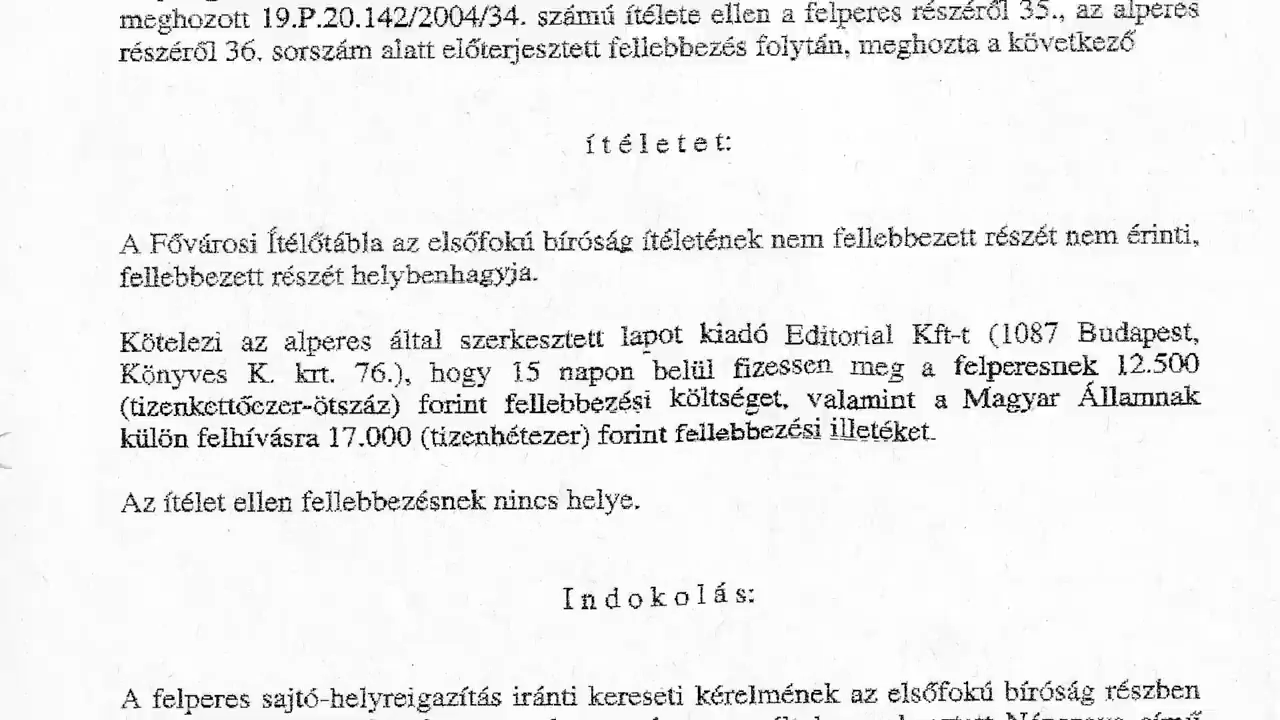 meghozott 19.P.20.142/2004/34. számú ítélete ellen a felperes részéről 35., az alperes
részéről 36. sorszám alatt előterjesztett fellebbezés folytán, meghozta a következő
ítéletet:
A Fővárosi Ítélőtábla az elsőfokú bíróság ítéletének nem fellebbezett részét nem érinti,
fellebbezett részét helybenhagyja.
Kötelezi az alperes által szerkesztett lapot kiadó Editorial Kft-t (1087 Budapest,
Könyves K. krt. 76.), hogy 15 napon belül fizessen meg a felperesnek 12.500
(tizenkettőezer-ötszáz) forint fellebbezési költséget, valamint a Magyar Államnak
külön felhívásra 17.000 (tizenhétezer) forint fellebbezési illetéket.
Az ítélet ellen fellebbezésnek nincs helye.
Indokolás:
A felperes sajtó-helyreigazítás iránti kereseti kérelmének az elsőfokú bíróság részben